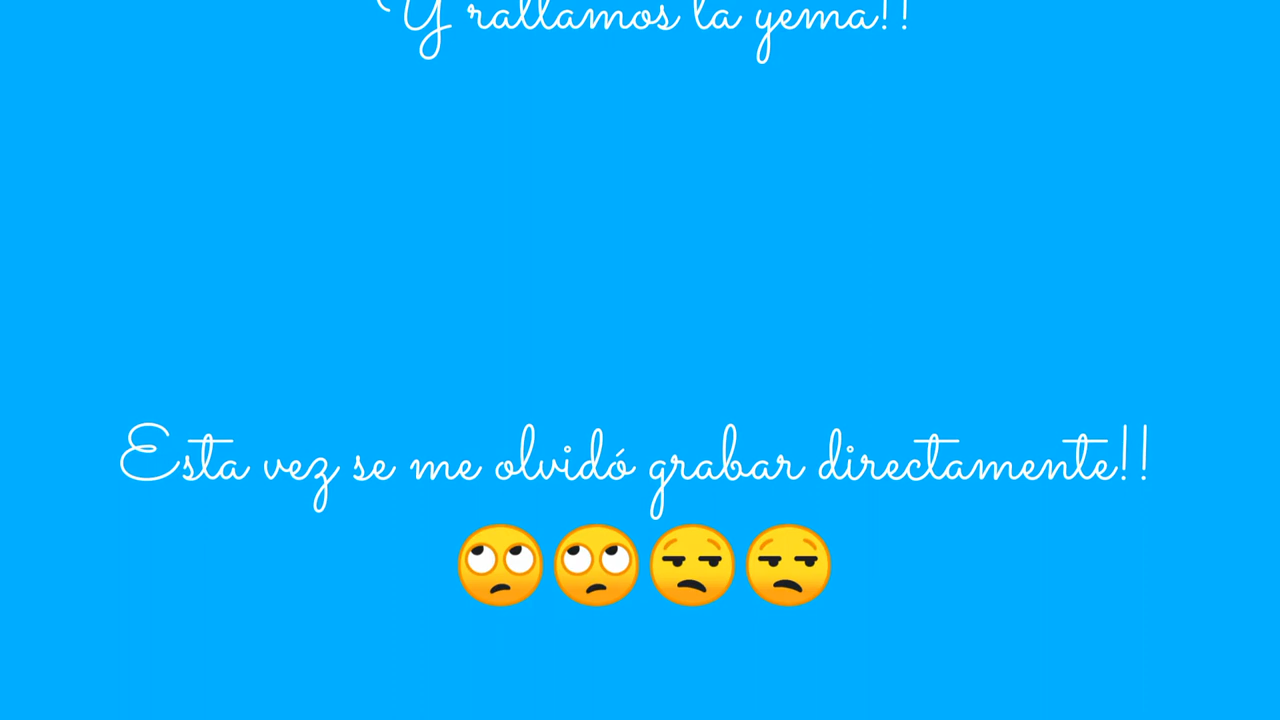 Y rallamos la yema!!
Esta vez se me olvidó grabar directamente!!
🙄🙄😒😒